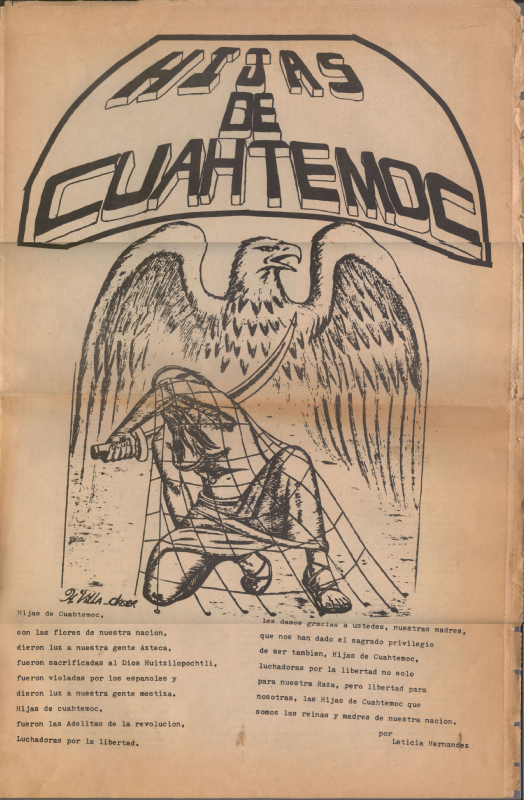 HIJAS
DE
CUAHTEMOC
Hijas de Cuahtemoc,
son las flores de nuestra nacion,
dieron luz a nuestra gente Azteca,
fueron sacrificadas al Dios Huitzilopochtli,
fueron violadas por los espanoles y
dieron luz a nuestra gente mestiza.
Hijas de cuahtemoc,
fueron las Adelitas de la revolucion,
Luchadoras por la libertad.
les damos gracias a ustedes, nuestras madres,
que nos han dado el sagrado privilegio
de ser tambien, Hijas de Cuahtemoc,
luchadoras por la libertad no solo
para nuestra Raza, pero libertad para
nosotras, las Hijas de Cuahtemoc que
somos las reinas y madres de nuestra nacion.
por
Leticia Hernandez